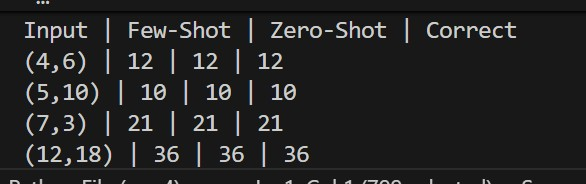 ...
Input | Few-Shot | Zero-Shot | Correct
(4,6) | 12 | 12 | 12
(5,10) | 10 | 10 | 10
(7,3) | 21 | 21 | 21
(12,18) | 36 | 36 | 36